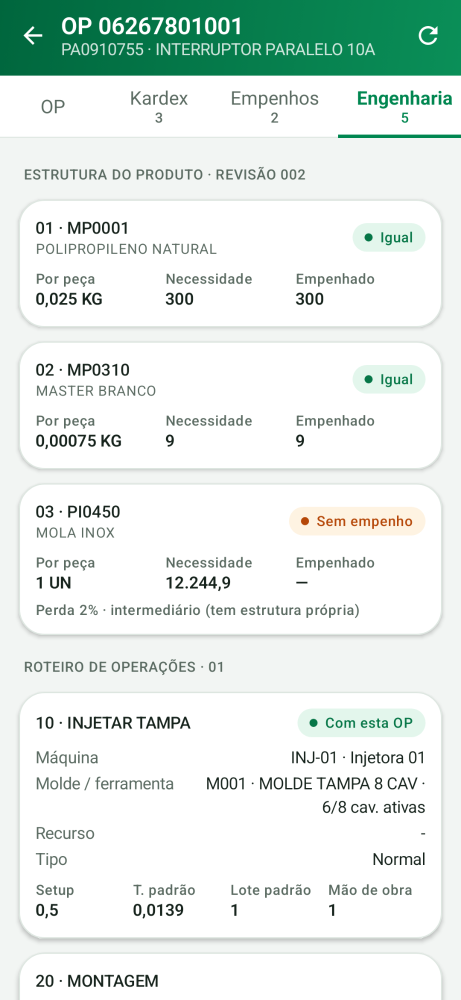 OP 06267801001
PA0910755 · INTERRUPTOR PARALELO 10A
OP
Kardex
3
Empenhos
2
Engenharia
5
ESTRUTURA DO PRODUTO · REVISÃO 002
01 · MP0001
POLIPROPILENO NATURAL
Igual
Por peça Necessidade Empenhado
0,025 KG 300 300
02 · MP0310
MASTER BRANCO
Igual
Por peça Necessidade Empenhado
0,00075 KG 9 9
03 · PI0450
MOLA INOX
Sem empenho
Por peça Necessidade Empenhado
1 UN 12.244,9 —
Perda 2% · intermediário (tem estrutura própria)
ROTEIRO DE OPERAÇÕES · 01
10 · INJETAR TAMPA
Com esta OP
Máquina INJ-01 · Injetora 01
Molde / ferramenta M001 · MOLDE TAMPA 8 CAV ·
6/8 cav. ativas
Recurso -
Tipo Normal
Setup T. padrão Lote padrão Mão de obra
0,5 0,0139 1 1
20 · MONTAGEM